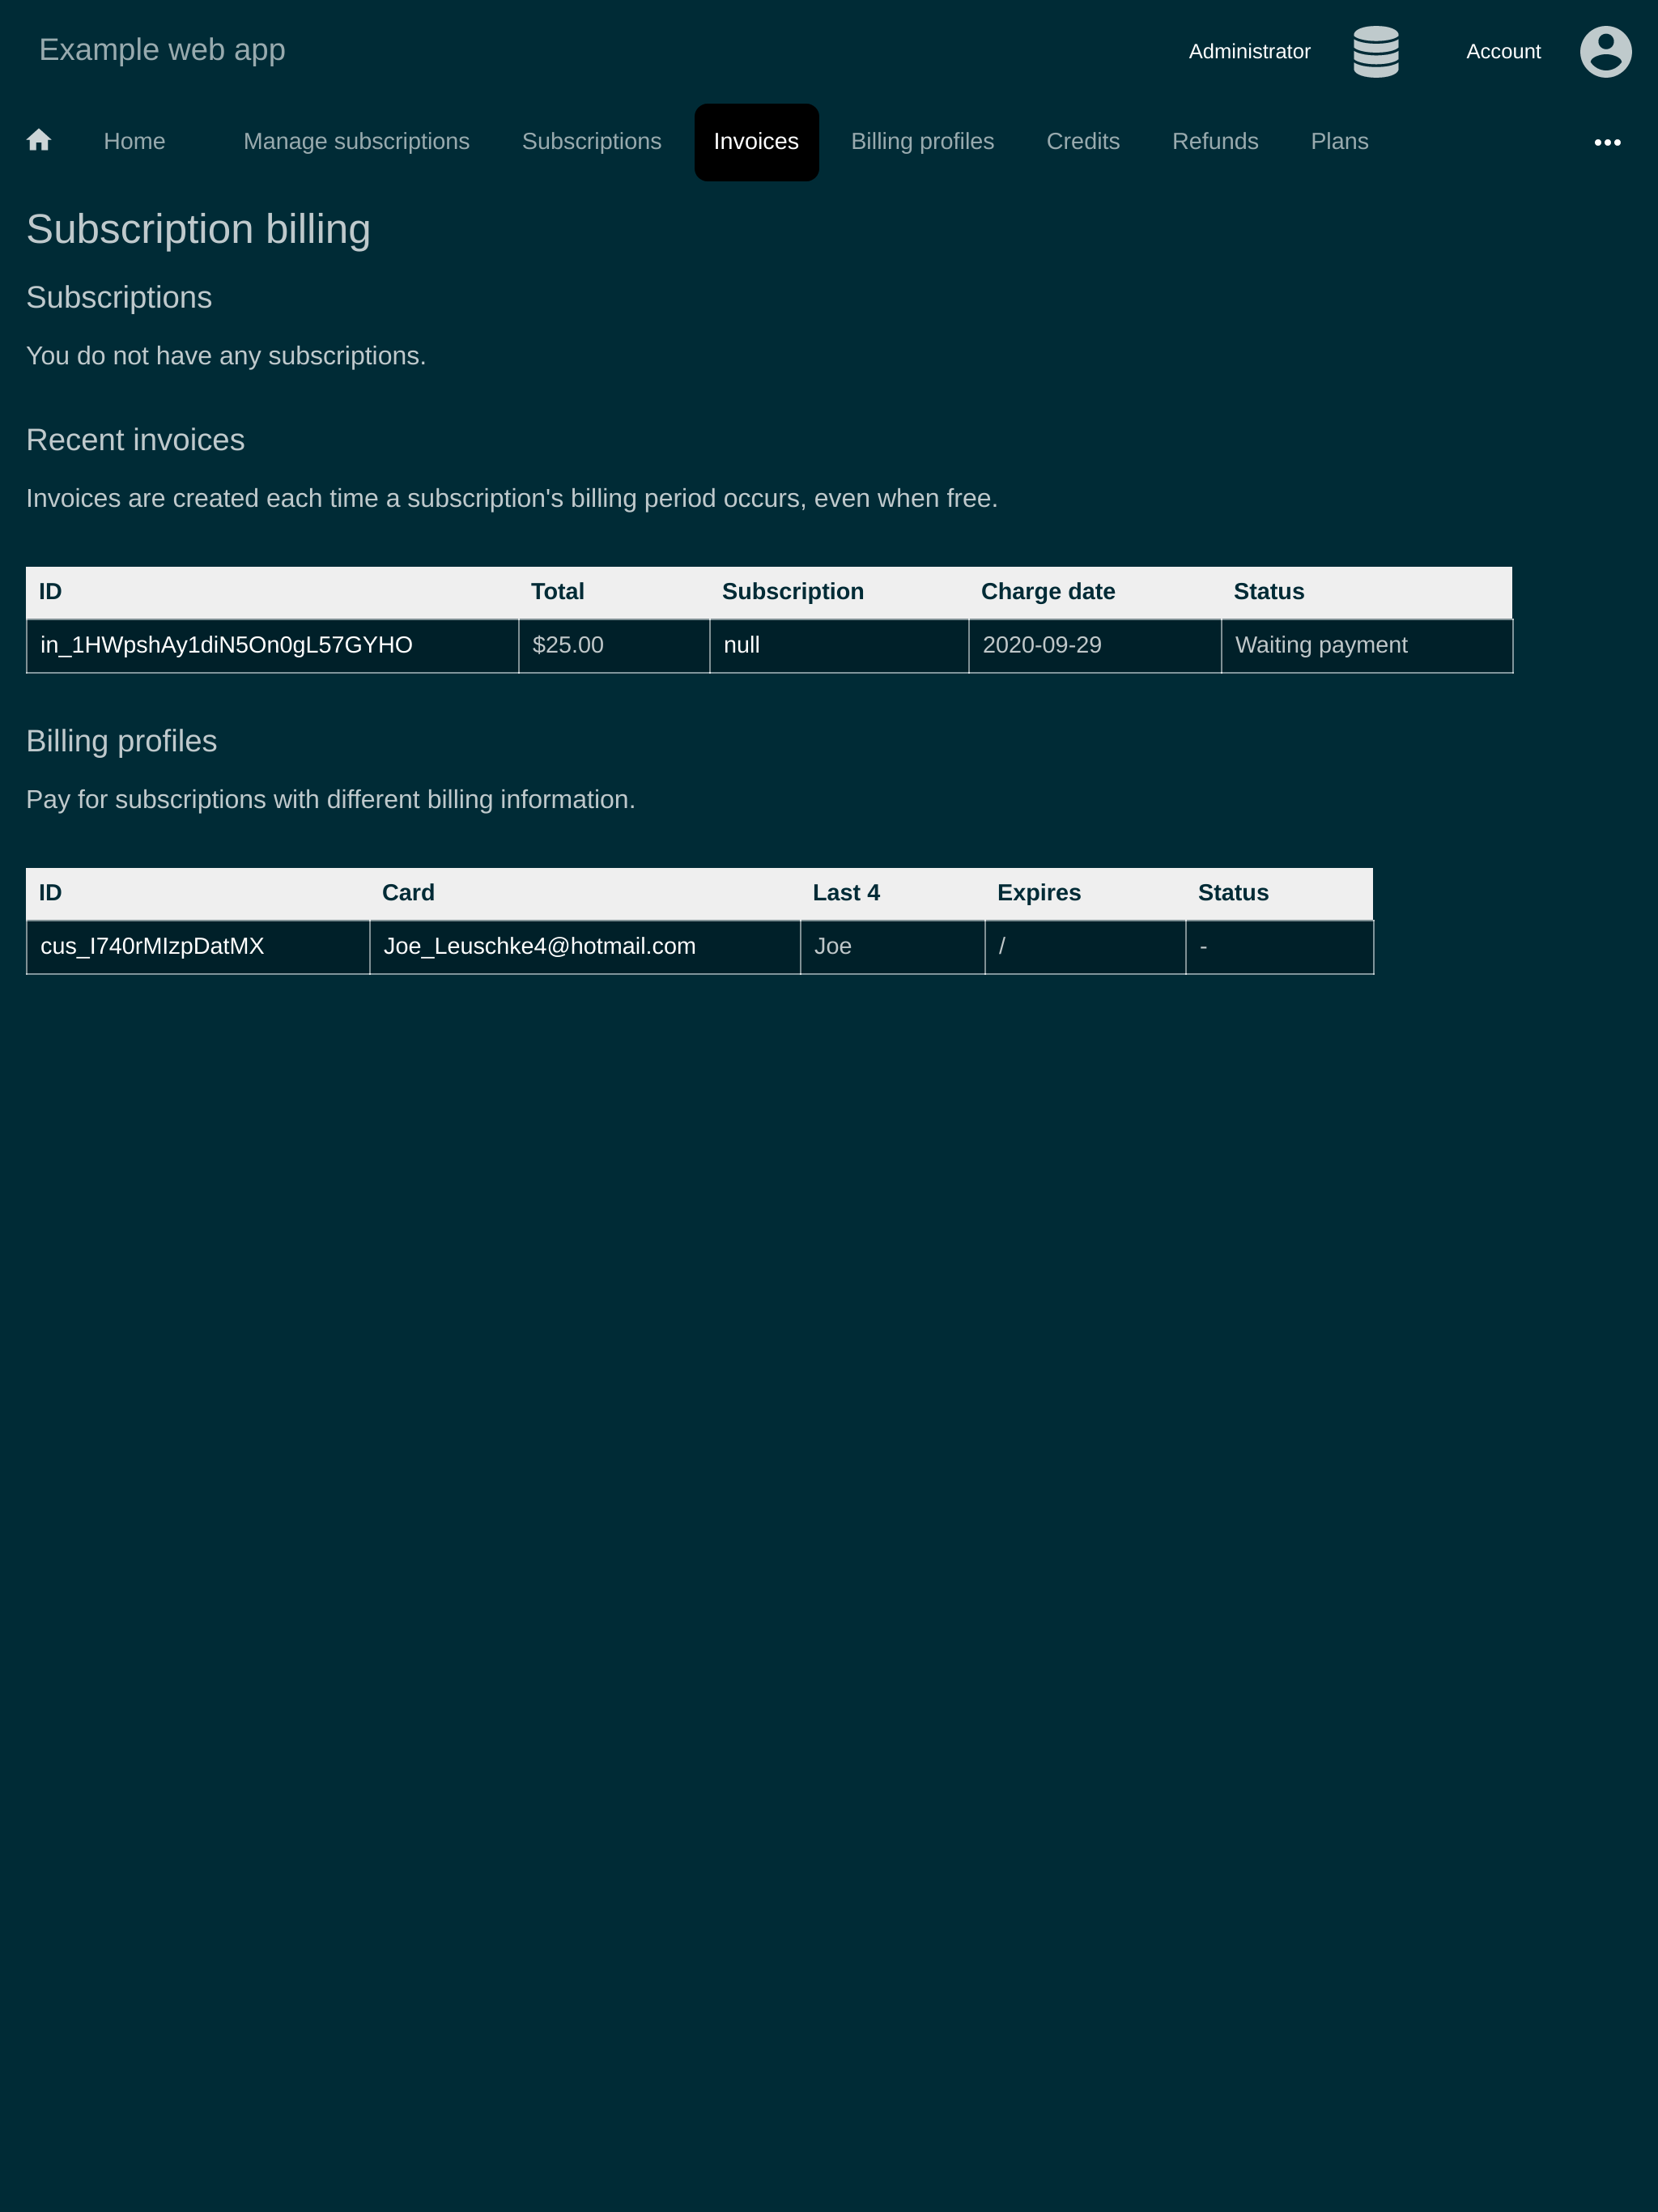 Example web app
Administrator
Account
Home Manage subscriptions Subscriptions Invoices Billing profiles Credits Refunds Plans
Subscription billing
Subscriptions
You do not have any subscriptions.
Recent invoices
Invoices are created each time a subscription's billing period occurs, even when free.
ID Total Subscription Charge date Status
in_1HWpshAy1diN5On0gL57GYHO $25.00 null 2020-09-29 Waiting payment
Billing profiles
Pay for subscriptions with different billing information.
ID Card Last 4 Expires Status
cus_I740rMIzpDatMX Joe_Leuschke4@hotmail.com Joe / -